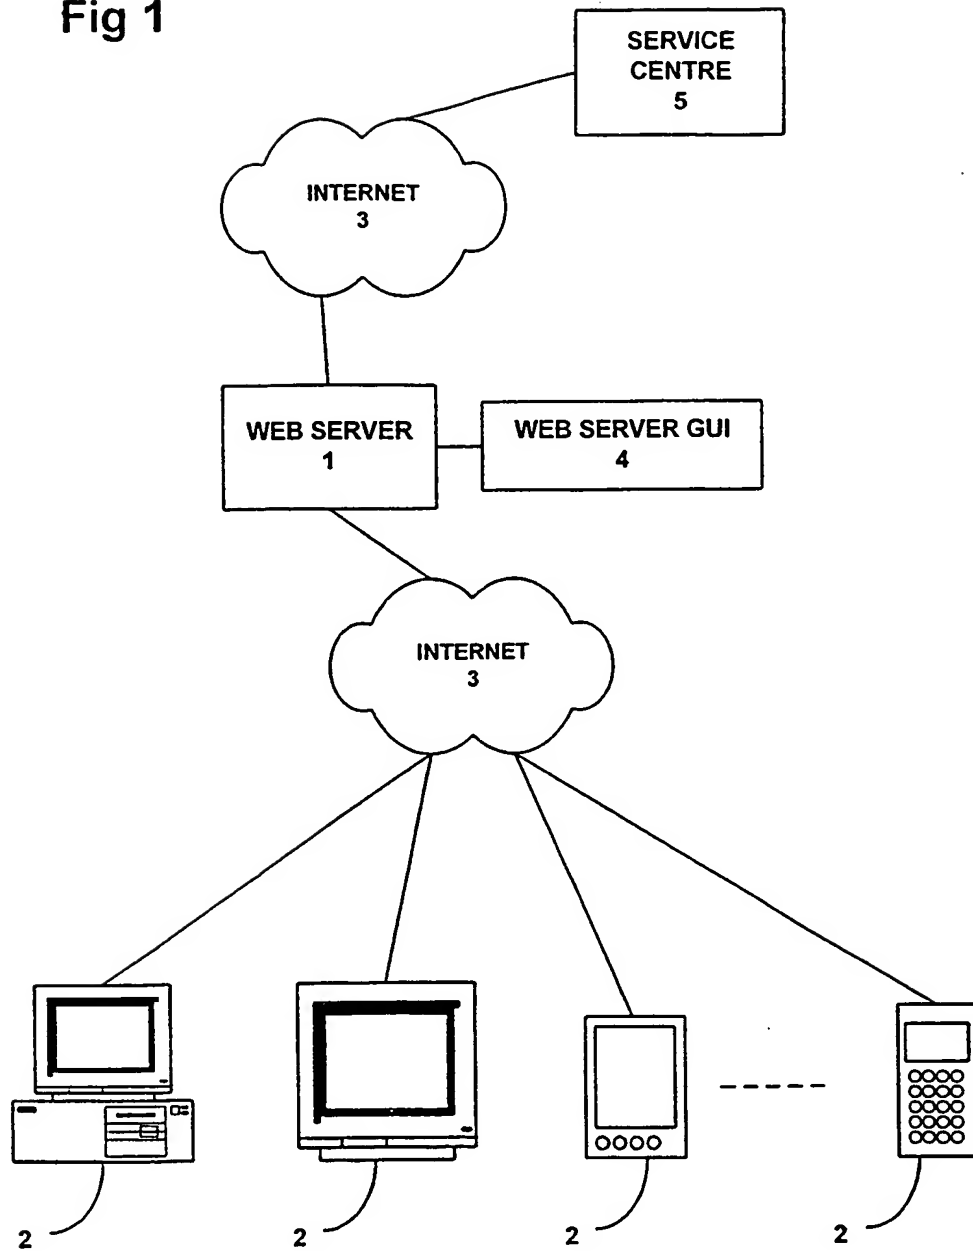 Fig 1
SERVICE
CENTRE
5
INTERNET
3
WEB SERVER
1
WEB SERVER GUI
4
INTERNET
3
2
2
2
2